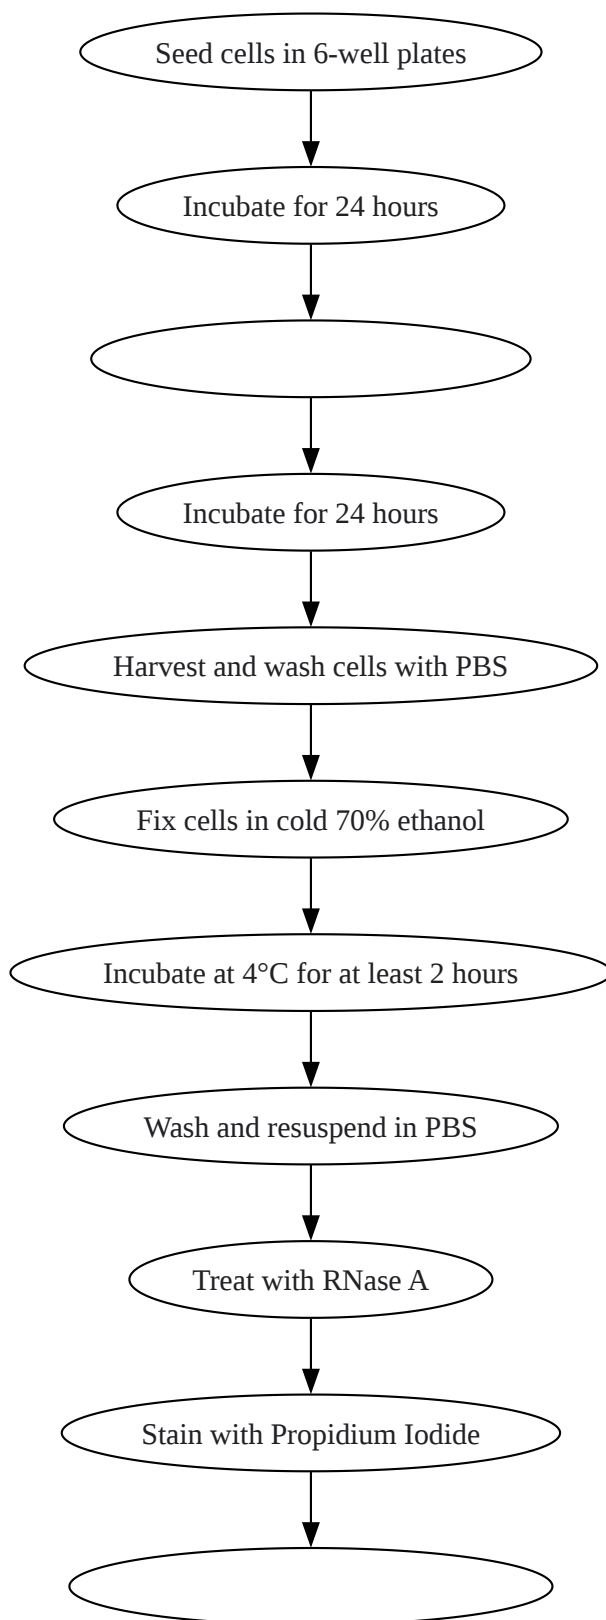 Seed cells in 6-well plates
Incubate for 24 hours
Incubate for 24 hours
Harvest and wash cells with PBS
Fix cells in cold 70% ethanol
Incubate at 4°C for at least 2 hours
Wash and resuspend in PBS
Treat with RNase A
Stain with Propidium Iodide